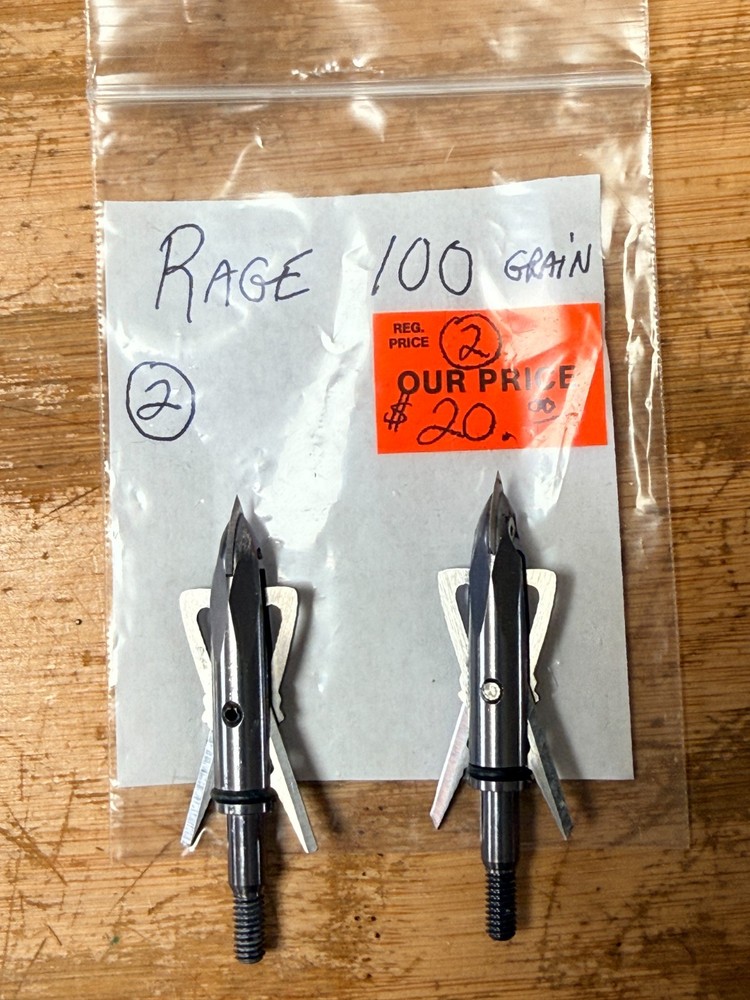 RAGE 100 GRAIN
REG.
PRICE 2
OUR PRICE
$ 20.00
2